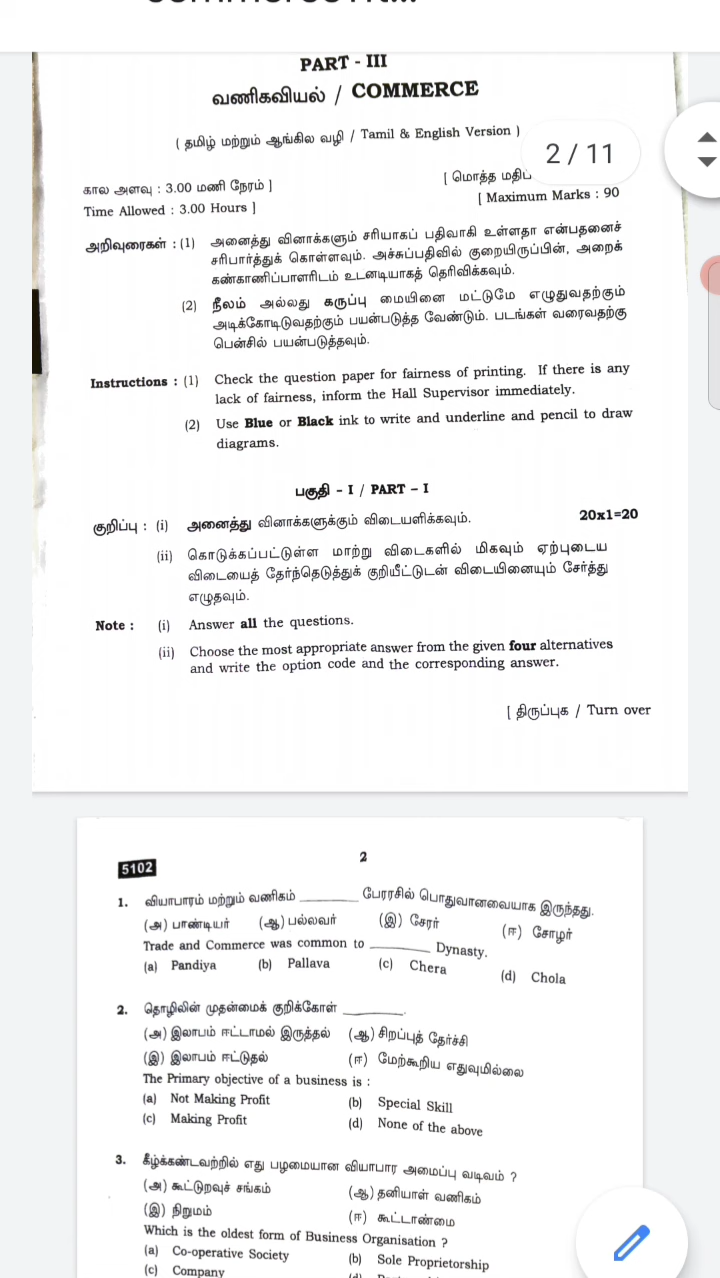 PART - III
வணிகவியல் / COMMERCE
( தமிழ் மற்றும் ஆங்கில வழி / Tamil & English Version )
2 / 11
கால அளவு : 3.00 மணி நேரம் ]
[ மொத்த மதிப்
Time Allowed : 3.00 Hours ]
[ Maximum Marks : 90
அறிவுரைகள் : (1) அனைத்து வினாக்களும் சரியாகப் பதிவாகி உள்ளதா என்பதனைச்
சரிபார்த்துக் கொள்ளவும். அச்சுப்பதிவில் குறையிருப்பின், அறைக்
கண்காணிப்பாளரிடம் உடனடியாகத் தெரிவிக்கவும்.
(2) நீலம் அல்லது கருப்பு மையினை மட்டுமே எழுதுவதற்கும்
அடிக்கோடிடுவதற்கும் பயன்படுத்த வேண்டும். படங்கள் வரைவதற்கு
பென்சில் பயன்படுத்தவும்.
Instructions : (1) Check the question paper for fairness of printing. If there is any
lack of fairness, inform the Hall Supervisor immediately.
(2) Use Blue or Black ink to write and underline and pencil to draw
diagrams.
பகுதி - I / PART - I
குறிப்பு : (i) அனைத்து வினாக்களுக்கும் விடையளிக்கவும். 20x1=20
(ii) கொடுக்கப்பட்டுள்ள மாற்று விடைகளில் மிகவும் ஏற்புடைய
விடையைத் தேர்ந்தெடுத்துக் குறியீட்டுடன் விடையினையும் சேர்த்து
எழுதவும்.
Note : (i) Answer all the questions.
(ii) Choose the most appropriate answer from the given four alternatives
and write the option code and the corresponding answer.
[ திருப்புக / Turn over
5102
2
1. வியாபாரம் மற்றும் வணிகம் ________ பேரரசில் பொதுவானவையாக இருந்தது.
(அ) பாண்டியர் (ஆ) பல்லவர் (இ) சேரர் (ஈ) சோழர்
Trade and Commerce was common to ________ Dynasty.
(a) Pandiya (b) Pallava (c) Chera (d) Chola
2. தொழிலின் முதன்மைக் குறிக்கோள் ________.
(அ) இலாபம் ஈட்டாமல் இருத்தல் (ஆ) சிறப்புத் தேர்ச்சி
(இ) இலாபம் ஈட்டுதல் (ஈ) மேற்கூறிய எதுவுமில்லை
The Primary objective of a business is :
(a) Not Making Profit (b) Special Skill
(c) Making Profit (d) None of the above
3. கீழ்க்கண்டவற்றில் எது பழமையான வியாபார அமைப்பு வடிவம் ?
(அ) கூட்டுறவுச் சங்கம் (ஆ) தனியாள் வணிகம்
(இ) நிறுமம் (ஈ) கூட்டாண்மை
Which is the oldest form of Business Organisation ?
(a) Co-operative Society (b) Sole Proprietorship
(c) Company